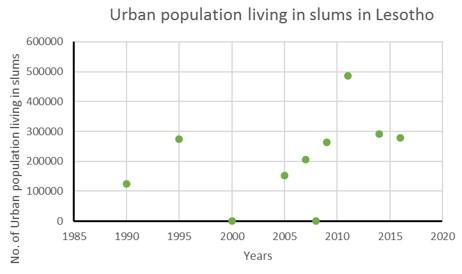 Urban population living in slums in Lesotho
No. of Urban population living in slums
600000
500000
400000
300000
200000
100000
0
1985 1990 1995 2000 2005 2010 2015 2020
Years